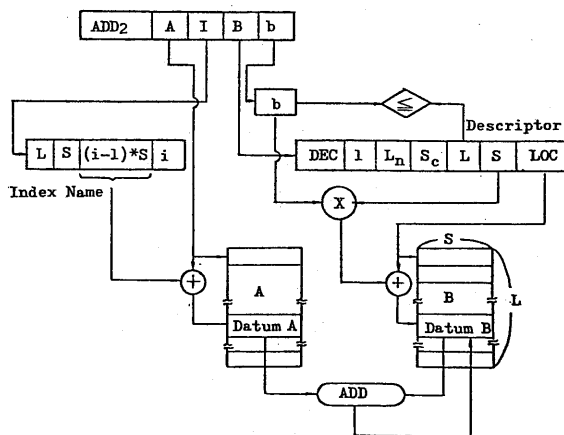 ADD2 A I B b
b ≦
Descriptor
L S (i-1)*S i
DEC 1 Ln Sc L S LOC
Index Name
X
S
+ +
A B L
Datum A Datum B
ADD